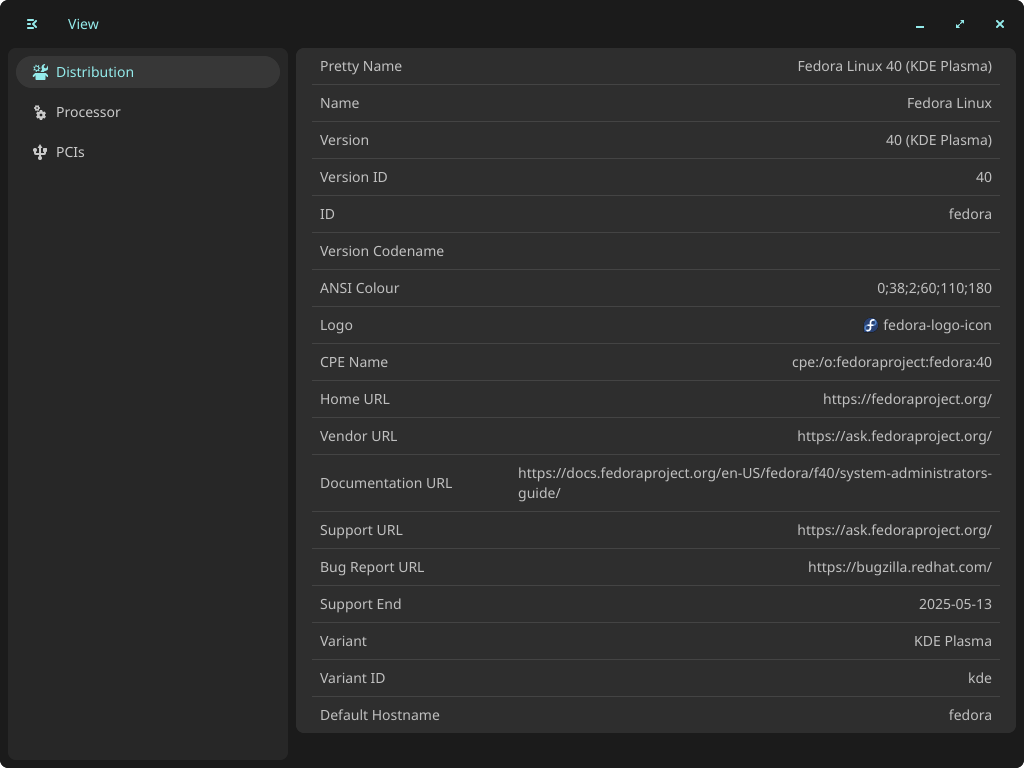 View
Distribution
Processor
PCIs
Pretty Name Fedora Linux 40 (KDE Plasma)
Name Fedora Linux
Version 40 (KDE Plasma)
Version ID 40
ID fedora
Version Codename
ANSI Colour 0;38;2;60;110;180
Logo fedora-logo-icon
CPE Name cpe:/o:fedoraproject:fedora:40
Home URL https://fedoraproject.org/
Vendor URL https://ask.fedoraproject.org/
Documentation URL https://docs.fedoraproject.org/en-US/fedora/f40/system-administrators-
guide/
Support URL https://ask.fedoraproject.org/
Bug Report URL https://bugzilla.redhat.com/
Support End 2025-05-13
Variant KDE Plasma
Variant ID kde
Default Hostname fedora